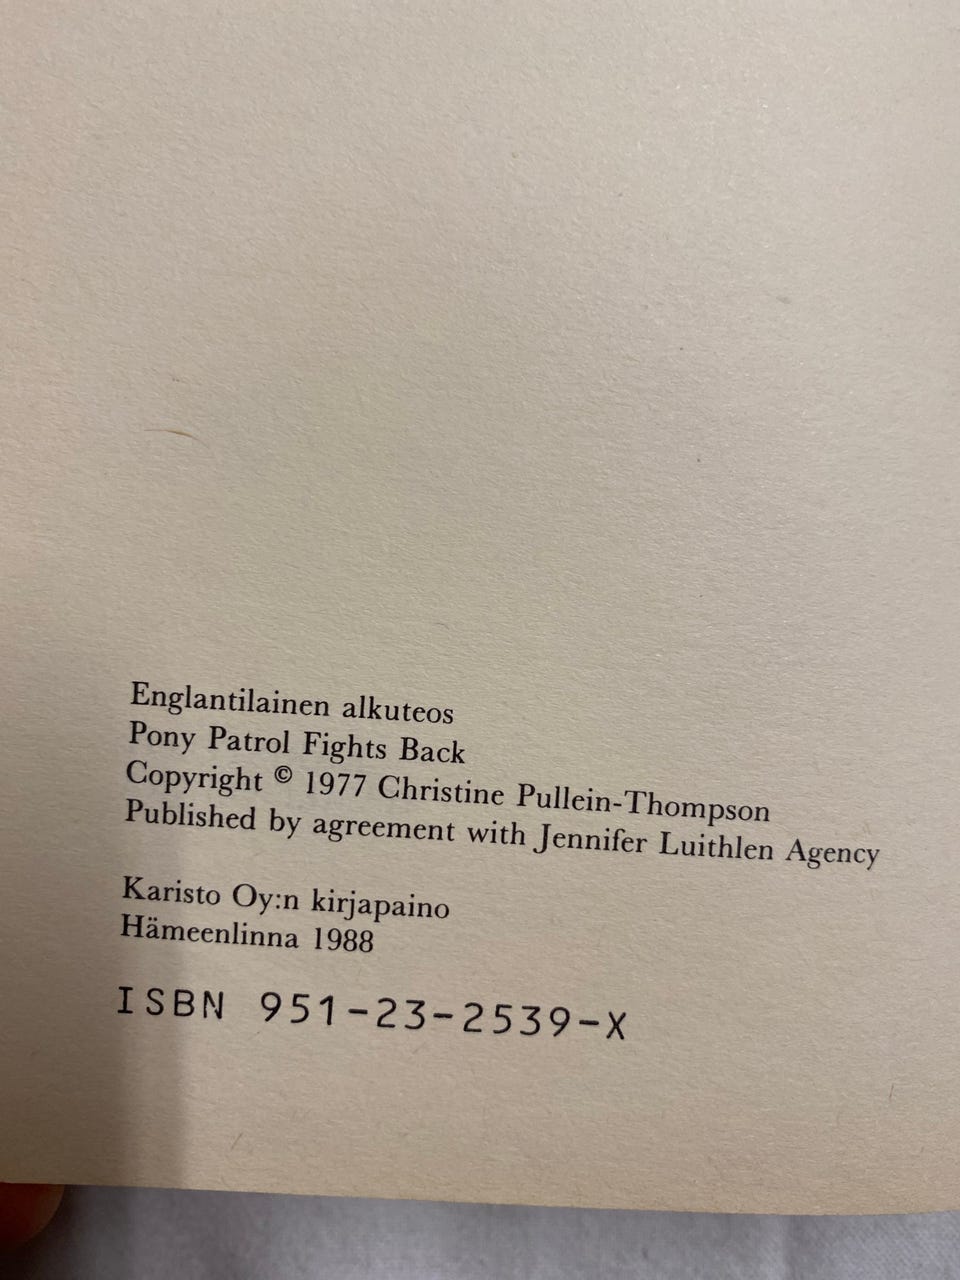 Englantilainen alkuteos
Pony Patrol Fights Back
Copyright © 1977 Christine Pullein-Thompson
Published by agreement with Jennifer Luithlen Agency
Karisto Oy:n kirjapaino
Hämeenlinna 1988
ISBN 951-23-2539-X